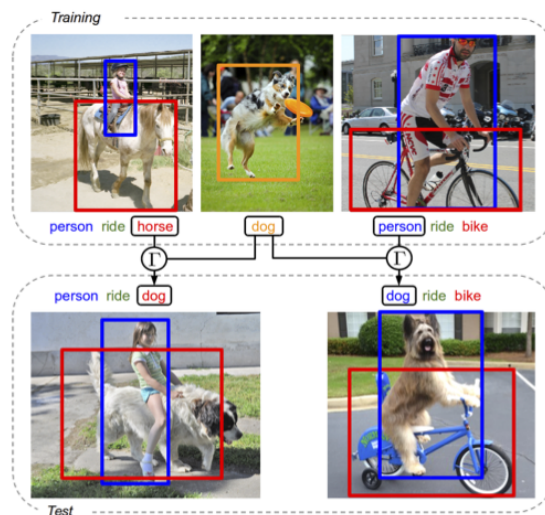 Training
person ride horse
dog
person ride bike
Γ
Γ
person ride dog
dog ride bike
Test